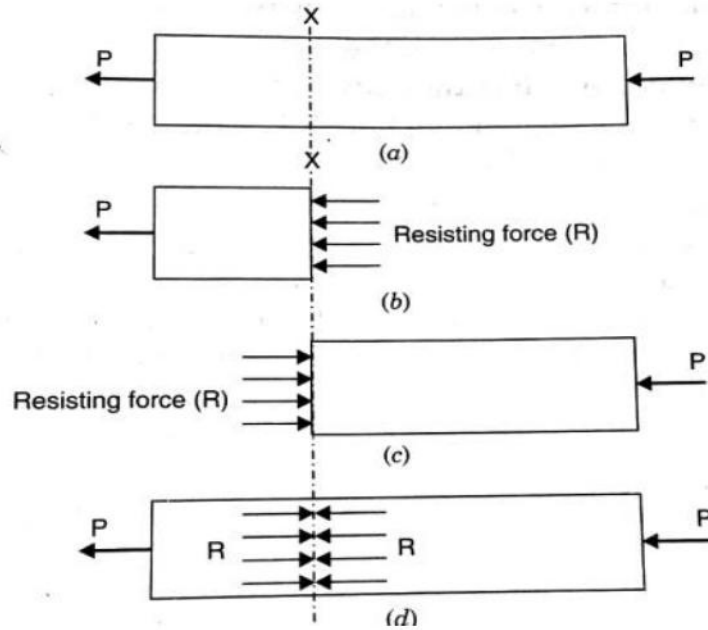 X
P P
X
(a)
P
Resisting force (R)
(b)
P
Resisting force (R)
(c)
P P
R R
(d)